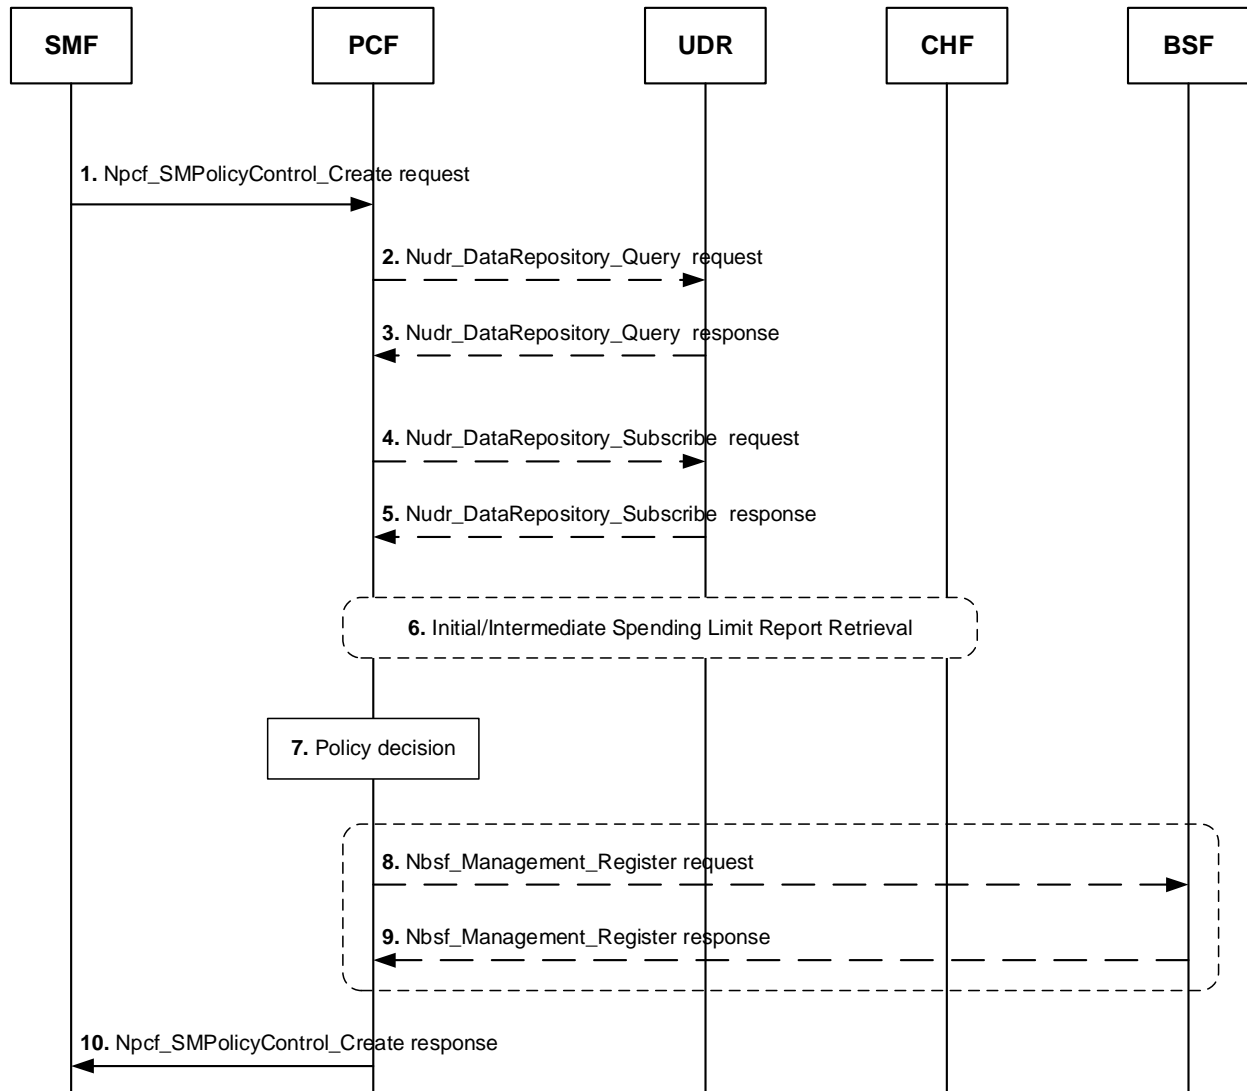 SMF PCF UDR CHF BSF
1. Npcf_SMPolicyControl_Create request
2. Nudr_DataRepository_Query request
3. Nudr_DataRepository_Query response
4. Nudr_DataRepository_Subscribe request
5. Nudr_DataRepository_Subscribe response
6. Initial/Intermediate Spending Limit Report Retrieval
7. Policy decision
8. Nbsf_Management_Register request
9. Nbsf_Management_Register response
10. Npcf_SMPolicyControl_Create response